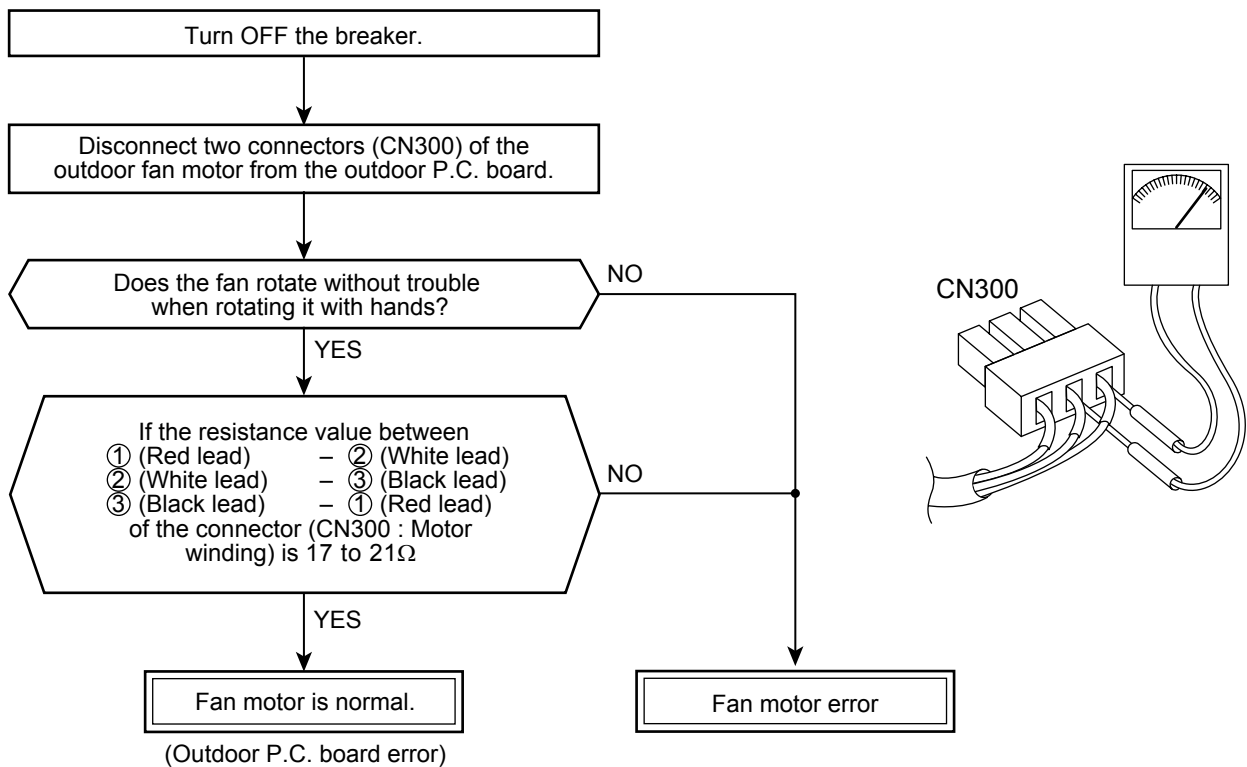 Turn OFF the breaker.
Disconnect two connectors (CN300) of the
outdoor fan motor from the outdoor P.C. board.
Does the fan rotate without trouble
when rotating it with hands?
NO
YES
If the resistance value between
① (Red lead) – ② (White lead)
② (White lead) – ③ (Black lead)
③ (Black lead) – ① (Red lead)
of the connector (CN300 : Motor
winding) is 17 to 21Ω
NO
YES
Fan motor is normal.
(Outdoor P.C. board error)
Fan motor error
CN300